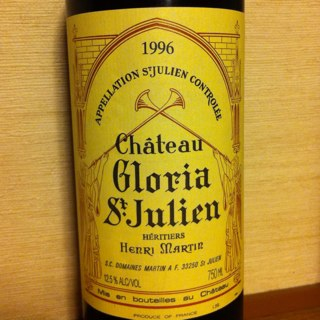 1996
APPELLATION ST JULIEN CONTROLÉE
Château
Gloria
St Julien
HÉRITIERS
HENRI MARTIN
S.C. DOMAINES MARTIN A F. 33250 St JULIEN
12,5 % ALC/VOL 750 ML
Mis en bouteilles au Château
PRODUCE OF FRANCE